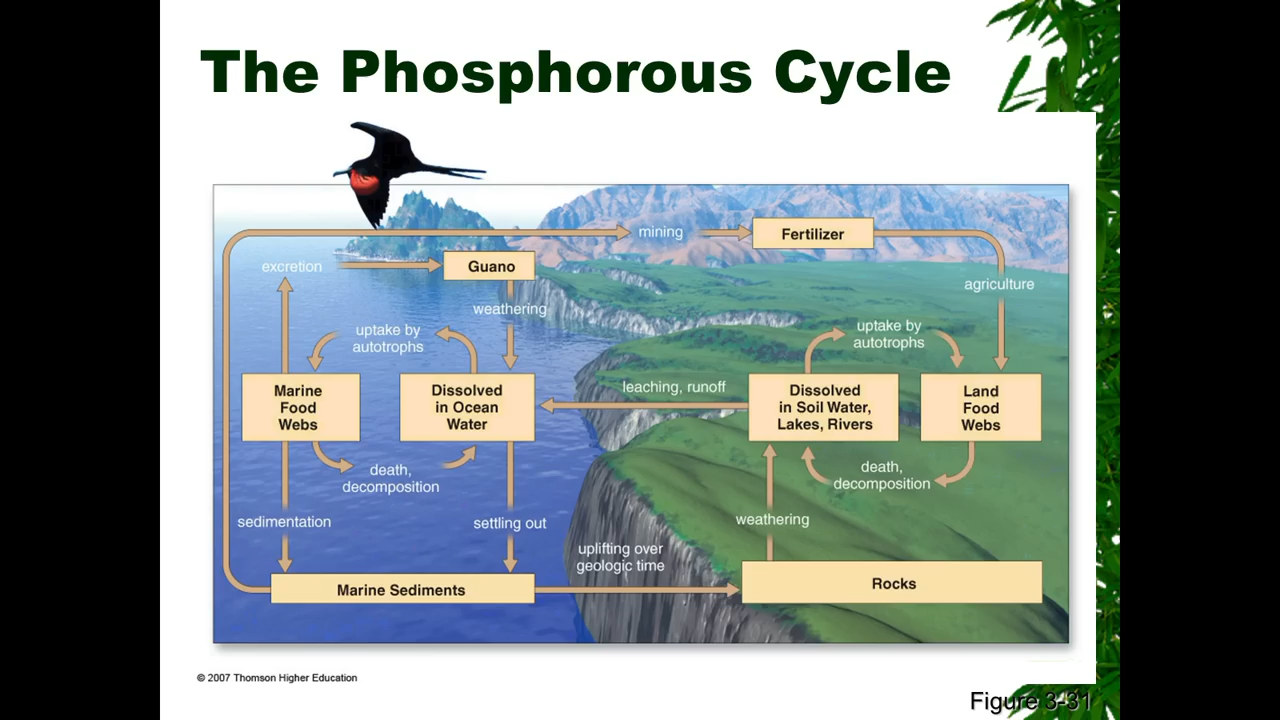 The Phosphorous Cycle
mining
Fertilizer
excretion
Guano
agriculture
weathering
uptake by
autotrophs
uptake by
autotrophs
Marine
Food
Webs
Dissolved
in Ocean
Water
leaching, runoff
Dissolved
in Soil Water,
Lakes, Rivers
Land
Food
Webs
death,
decomposition
death,
decomposition
sedimentation
settling out
weathering
uplifting over
geologic time
Marine Sediments
Rocks
© 2007 Thomson Higher Education
Figure 3-31